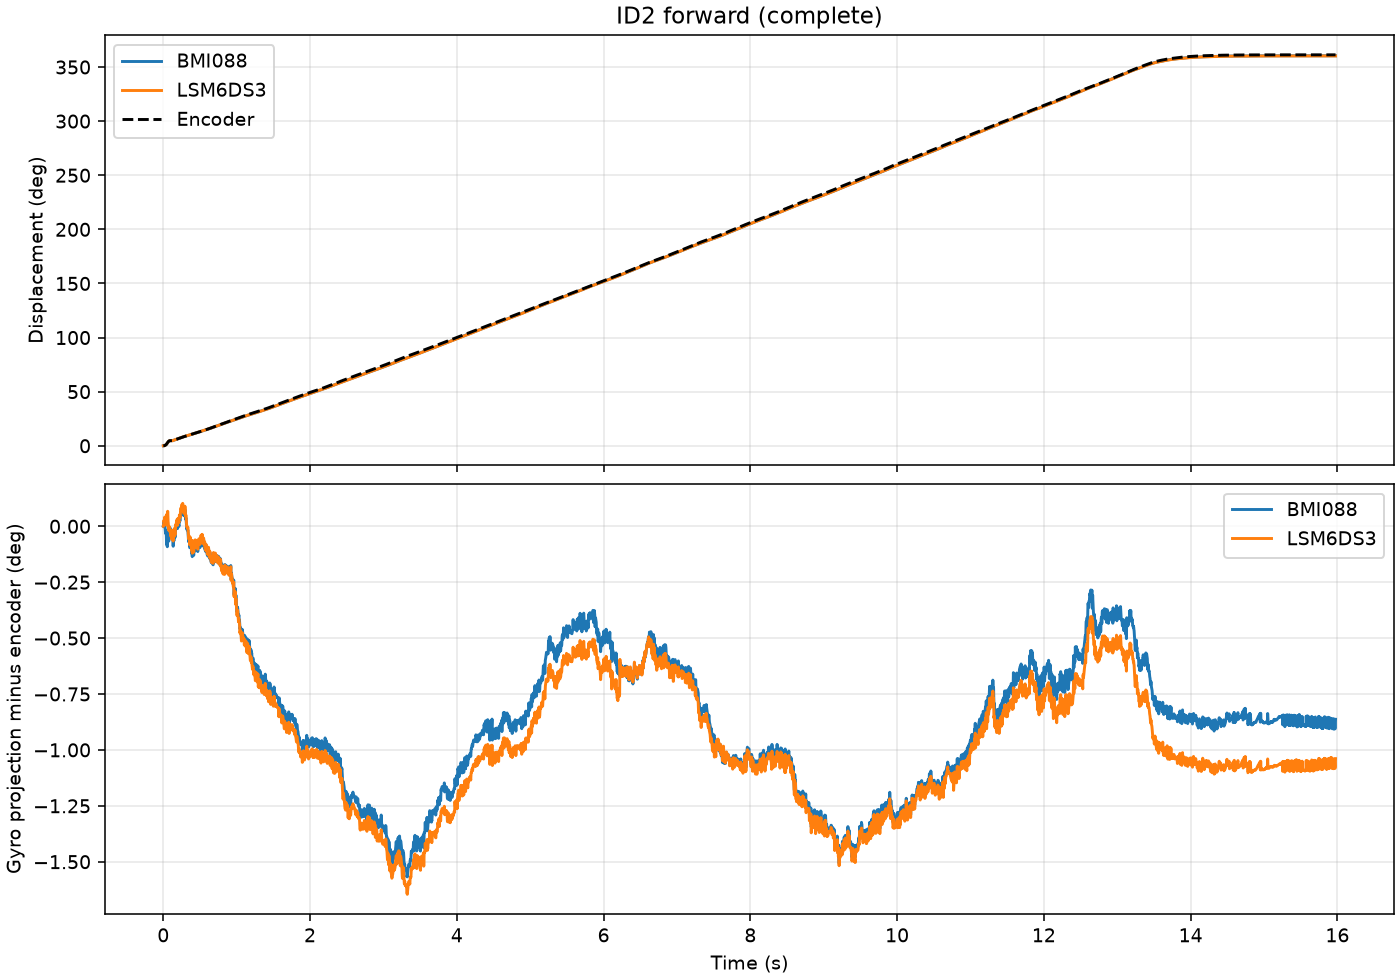 ID2 forward (complete)
BMI088
LSM6DS3
Encoder
Displacement (deg)
350
300
250
200
150
100
50
0
BMI088
LSM6DS3
Gyro projection minus encoder (deg)
0.00
−0.25
−0.50
−0.75
−1.00
−1.25
−1.50
0 2 4 6 8 10 12 14 16
Time (s)